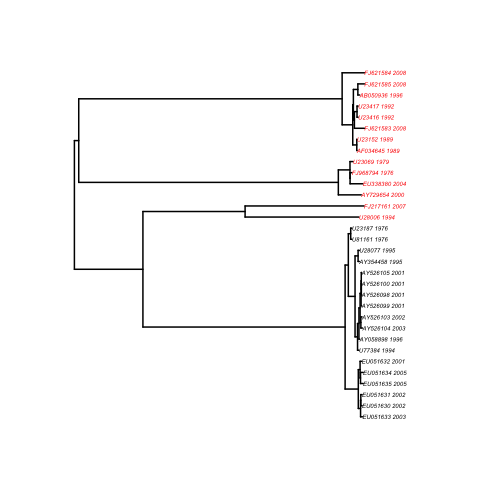 FJ621584 2008
FJ621585 2008
AB050936 1996
U23417 1992
U23416 1992
FJ621583 2008
U23152 1989
AF034645 1989
U23069 1979
FJ968794 1976
EU338380 2004
AY729654 2000
FJ217161 2007
U28006 1994
U23187 1976
U81161 1976
U28077 1995
AY354458 1995
AY526105 2001
AY526100 2001
AY526098 2001
AY526099 2001
AY526103 2002
AY526104 2003
AY058898 1996
U77384 1994
EU051632 2001
EU051634 2005
EU051635 2005
EU051631 2002
EU051630 2002
EU051633 2003